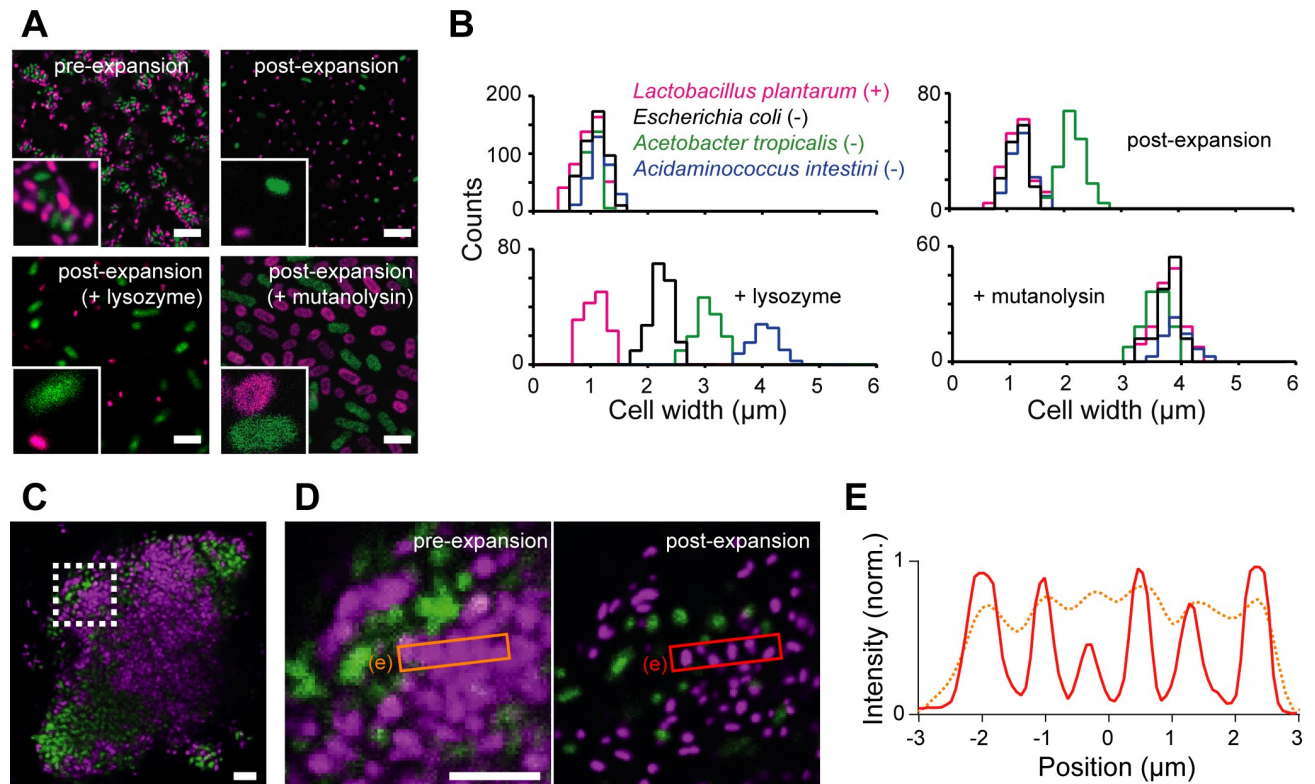 A
pre-expansion
post-expansion
post-expansion
(+ lysozyme)
post-expansion
(+ mutanolysin)
B
Counts
200
100
0
Lactobacillus plantarum (+)
Escherichia coli (-)
Acetobacter tropicalis (-)
Acidaminococcus intestini (-)
80
0
post-expansion
80
0
+ lysozyme
0 1 2 3 4 5 6
Cell width (µm)
60
0
+ mutanolysin
0 1 2 3 4 5 6
Cell width (µm)
C
D
pre-expansion
(e)
post-expansion
(e)
E
Intensity (norm.)
1
0
-3 -2 -1 0 1 2 3
Position (µm)